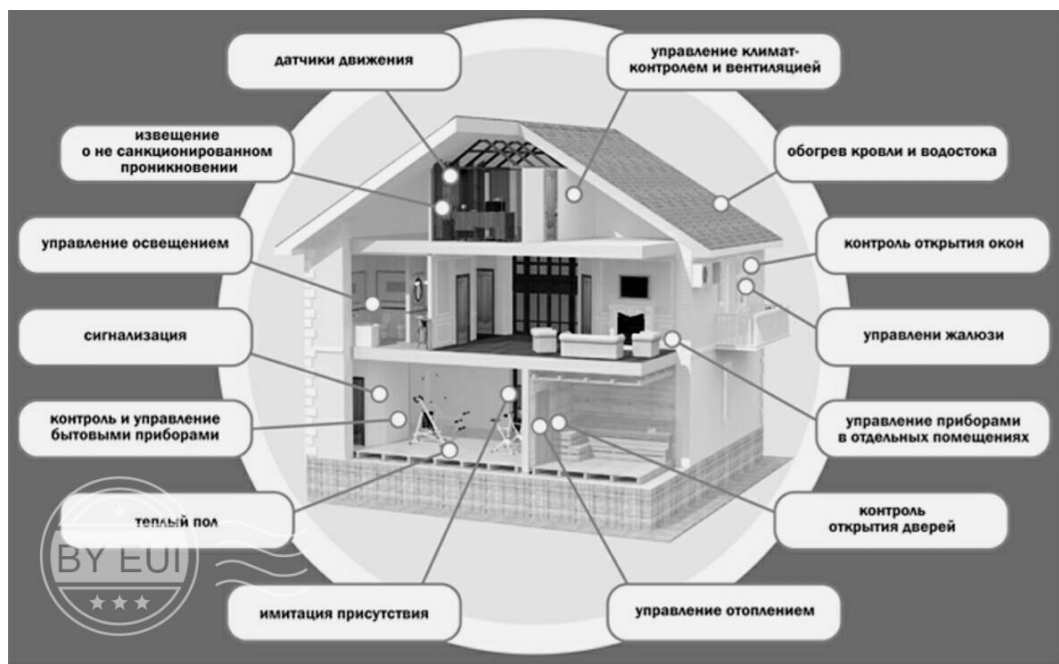 датчики движения
управление климат-
контролем и вентиляцией
извещение
о не санкционированном
проникновении
обогрев кровли и водостока
управление освещением
контроль открытия окон
сигнализация
управлени жалюзи
контроль и управление
бытовыми приборами
управление приборами
в отдельных помещениях
теплый пол
контроль
открытия дверей
имитация присутствия
управление отоплением
BY EUI